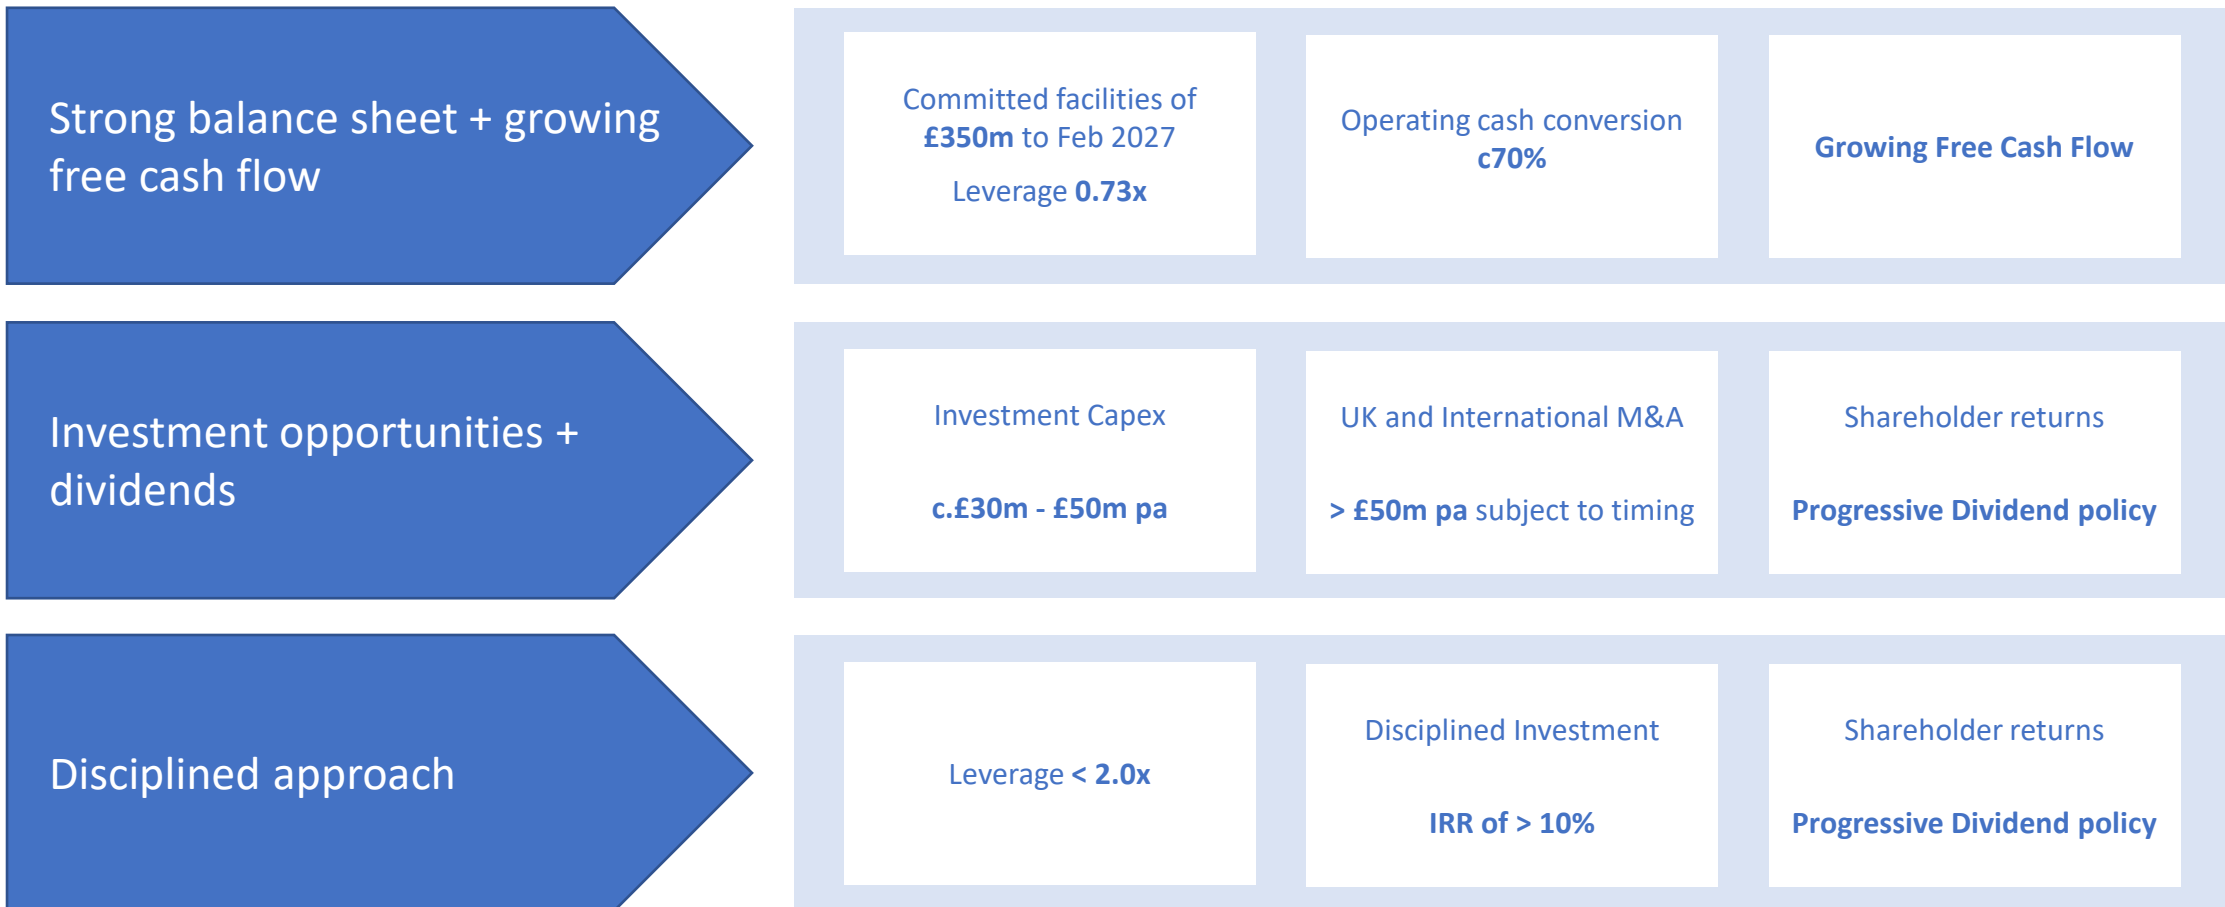 Strong balance sheet + growing
free cash flow
Committed facilities of
£350m to Feb 2027
Leverage 0.73x
Operating cash conversion
c70%
Growing Free Cash Flow
Investment opportunities +
dividends
Investment Capex
c.£30m - £50m pa
UK and International M&A
> £50m pa subject to timing
Shareholder returns
Progressive Dividend policy
Disciplined approach
Leverage < 2.0x
Disciplined Investment
IRR of > 10%
Shareholder returns
Progressive Dividend policy